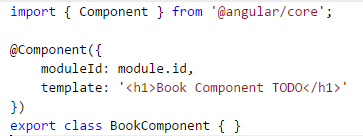 import { Component } from '@angular/core';
@Component({
    moduleId: module.id,
    template: '<h1>Book Component TODO</h1>'
})
export class BookComponent { }